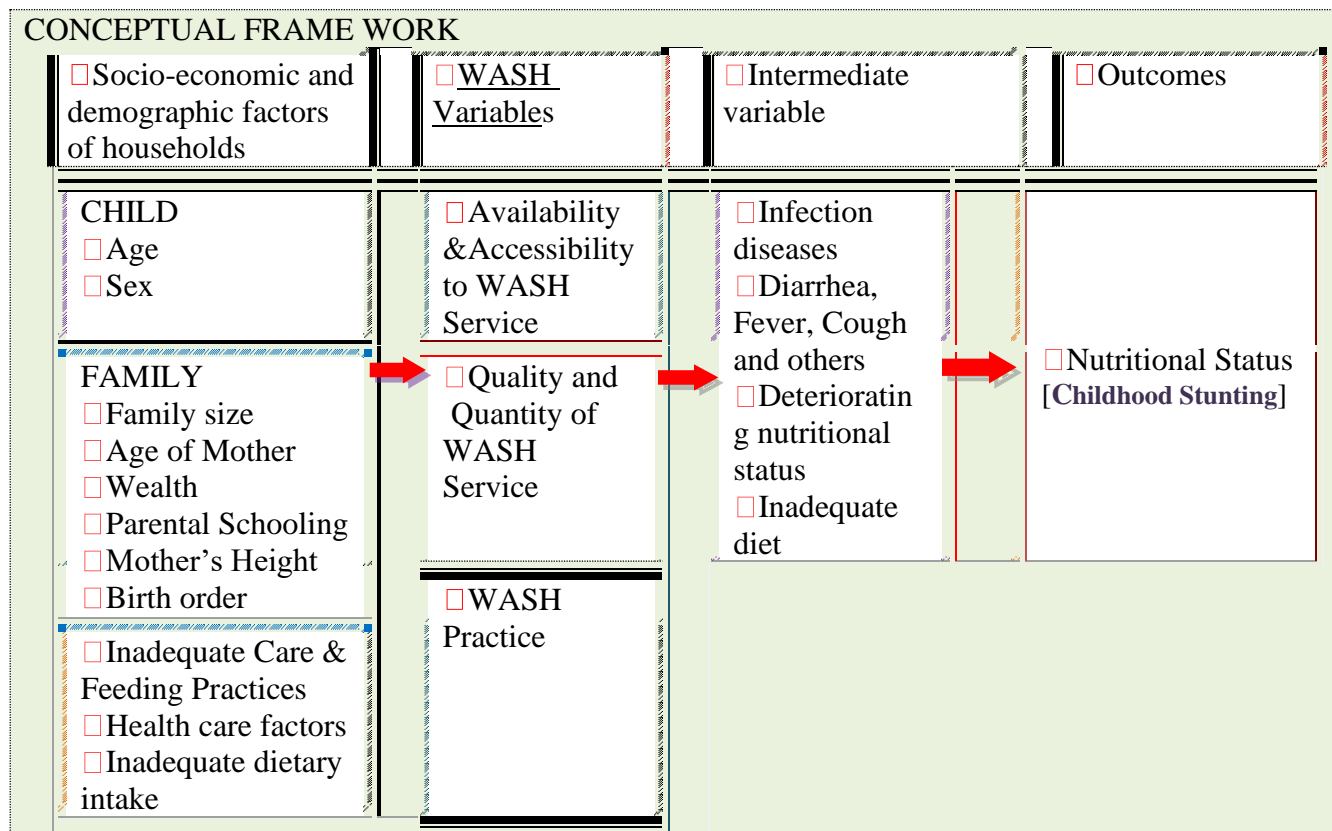 CONCEPTUAL FRAME WORK
□Socio-economic and
demographic factors
of households
□WASH
Variables
□Intermediate
variable
□Outcomes
CHILD
□Age
□Sex
FAMILY
□Family size
□Age of Mother
□Wealth
□Parental Schooling
□Mother’s Height
□Birth order
□Inadequate Care &
Feeding Practices
□Health care factors
□Inadequate dietary
intake
□Availability
&Accessibility
to WASH
Service
□Quality and
Quantity of
WASH
Service
□WASH
Practice
□Infection
diseases
□Diarrhea,
Fever, Cough
and others
□Deterioratin
g nutritional
status
□Inadequate
diet
□Nutritional Status
[Childhood Stunting]